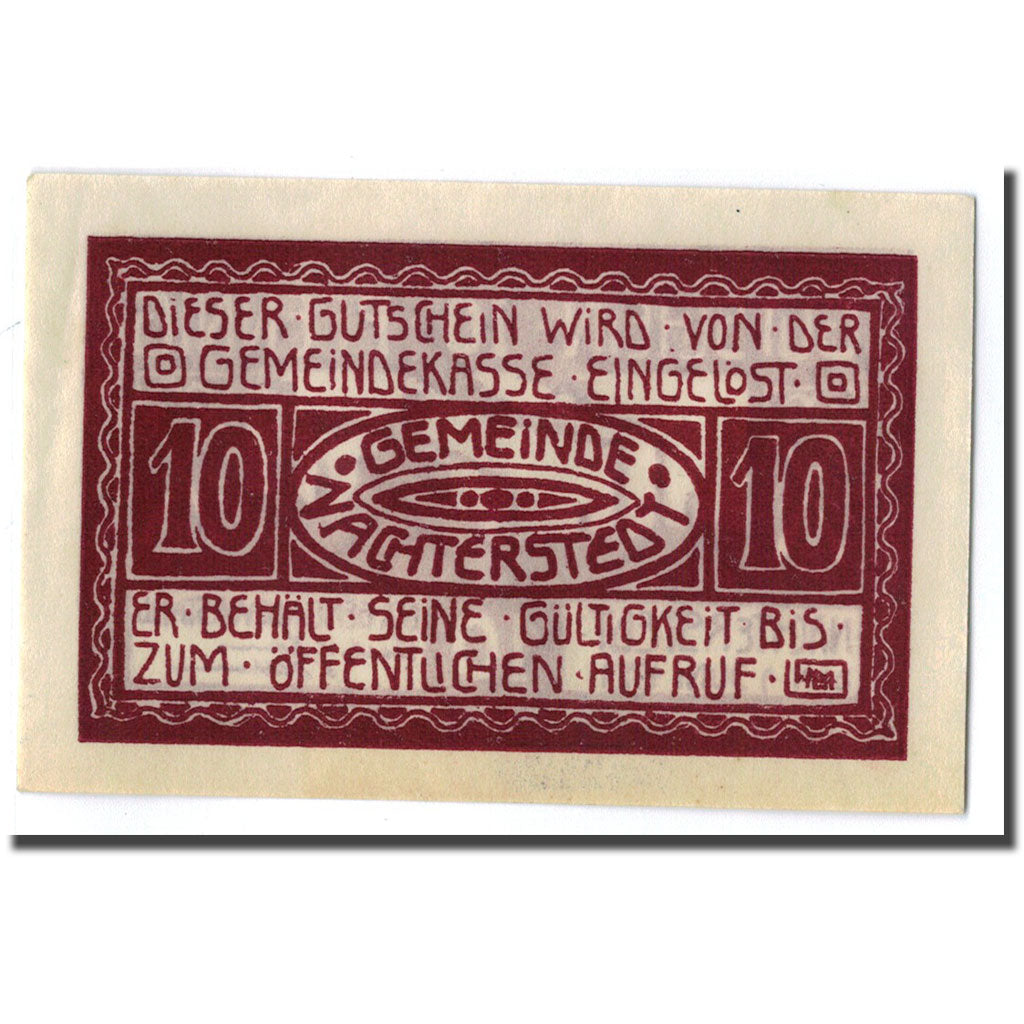 DIESER · GUTSCHEIN WIRD · VON · DER
GEMEINDEKASSE · EINGELÖST ·
10
· GEMEINDE ·
NACHTERSTEDT
10
ER · BEHÄLT · SEINE · GÜLTIGKEIT · BIS ·
ZUM · ÖFFENTLICHEN · AUFRUF ·